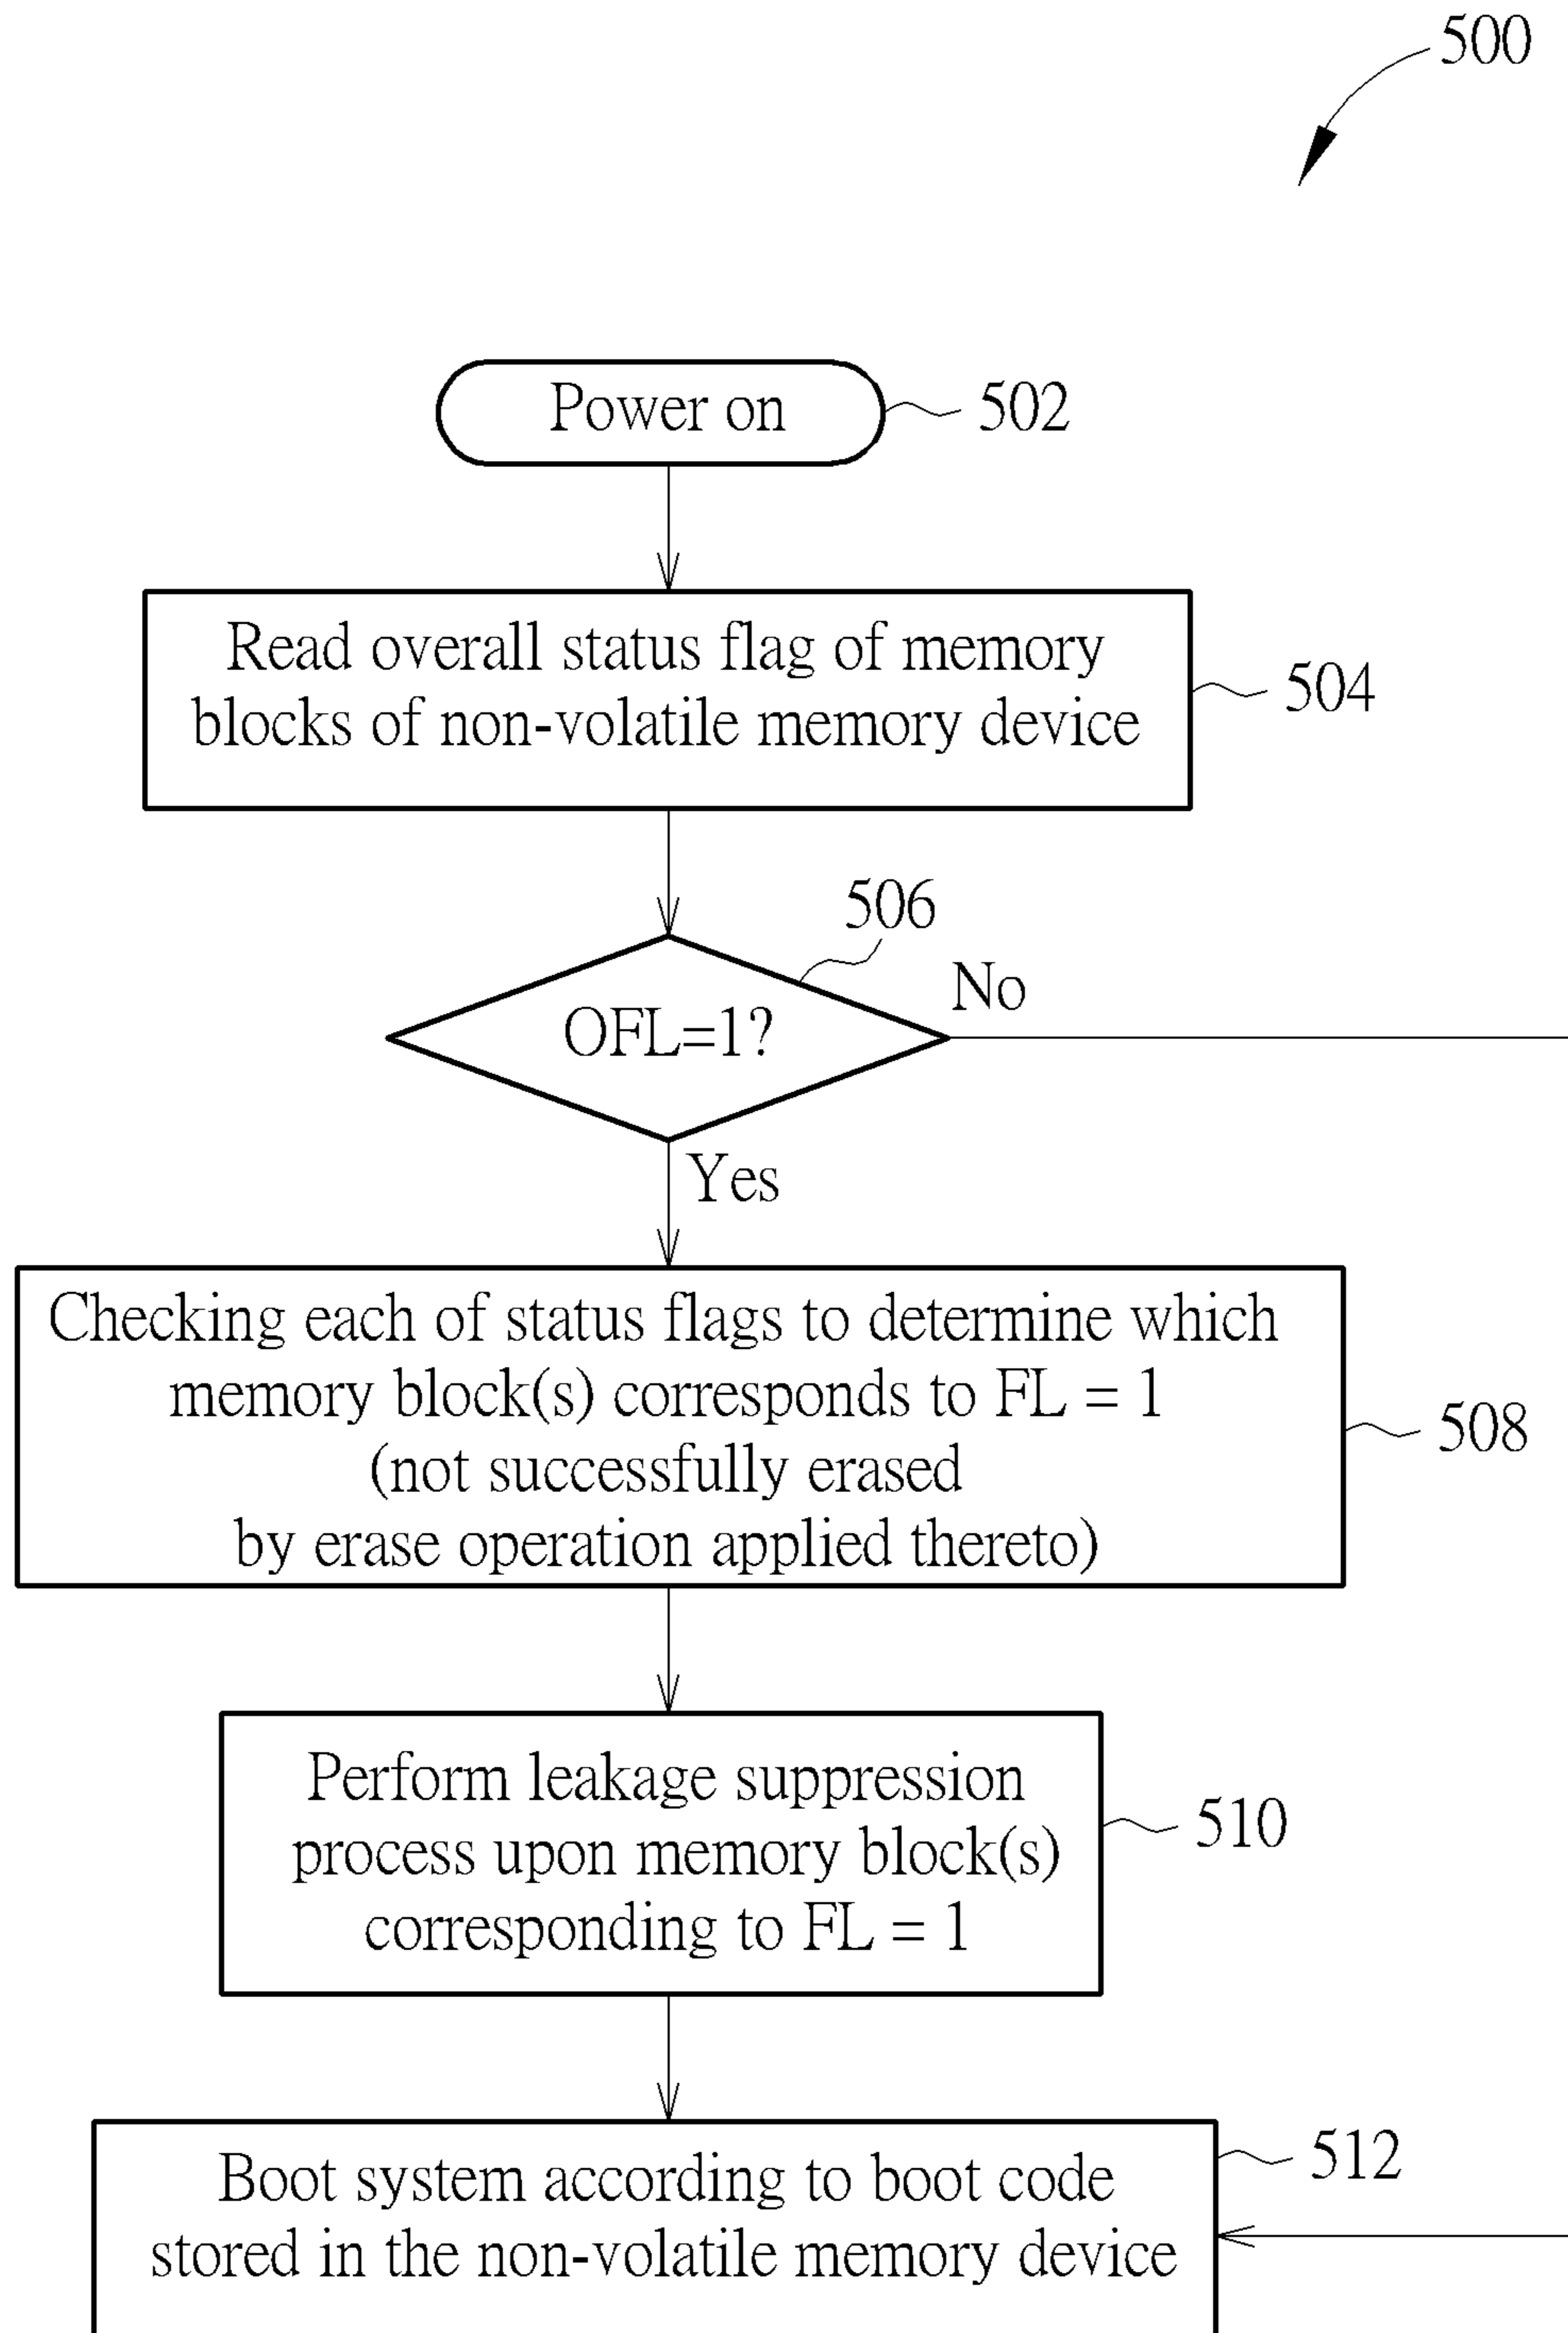 500
Power on
502
Read overall status flag of memory
blocks of non-volatile memory device
504
506
OFL=1?
No
Yes
Checking each of status flags to determine which
memory block(s) corresponds to FL = 1
(not successfully erased
by erase operation applied thereto)
508
Perform leakage suppression
process upon memory block(s)
corresponding to FL = 1
510
Boot system according to boot code
stored in the non-volatile memory device
512